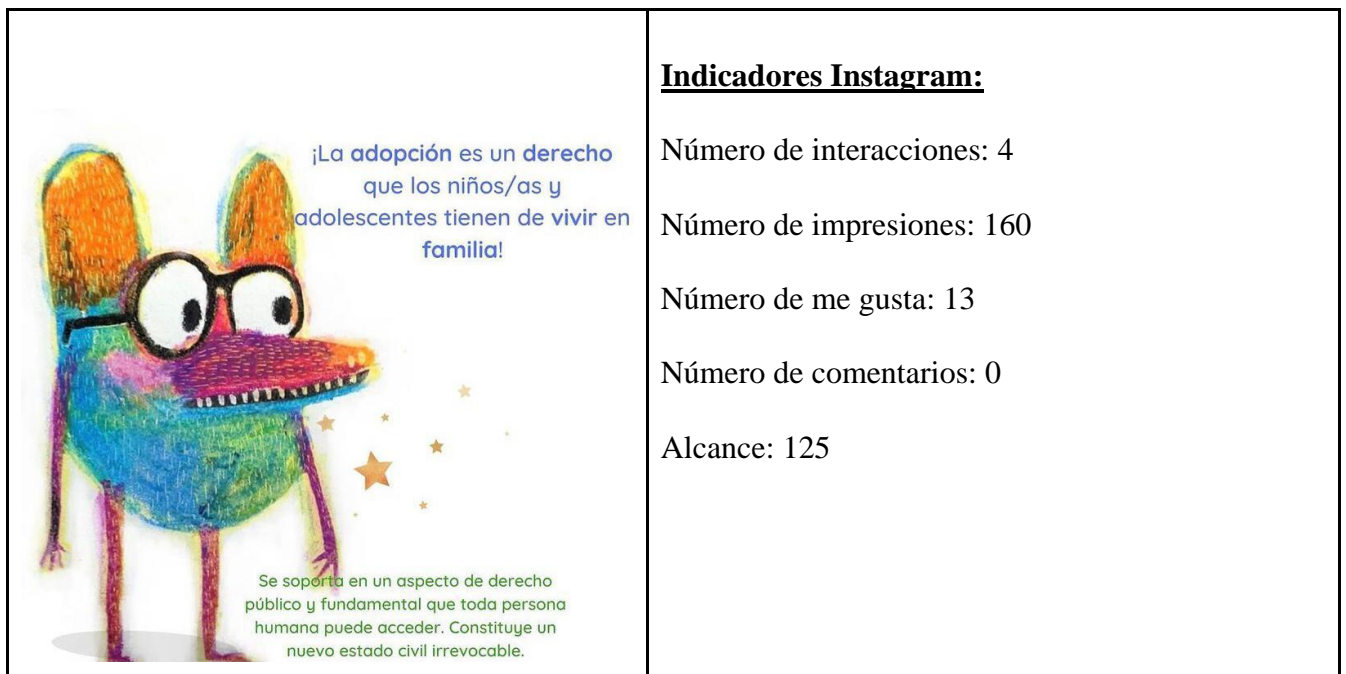 ¡La adopción es un derecho
que los niños/as y
adolescentes tienen de vivir en
familia!
Se soporta en un aspecto de derecho
público y fundamental que toda persona
humana puede acceder. Constituye un
nuevo estado civil irrevocable.
Indicadores Instagram:
Número de interacciones: 4
Número de impresiones: 160
Número de me gusta: 13
Número de comentarios: 0
Alcance: 125